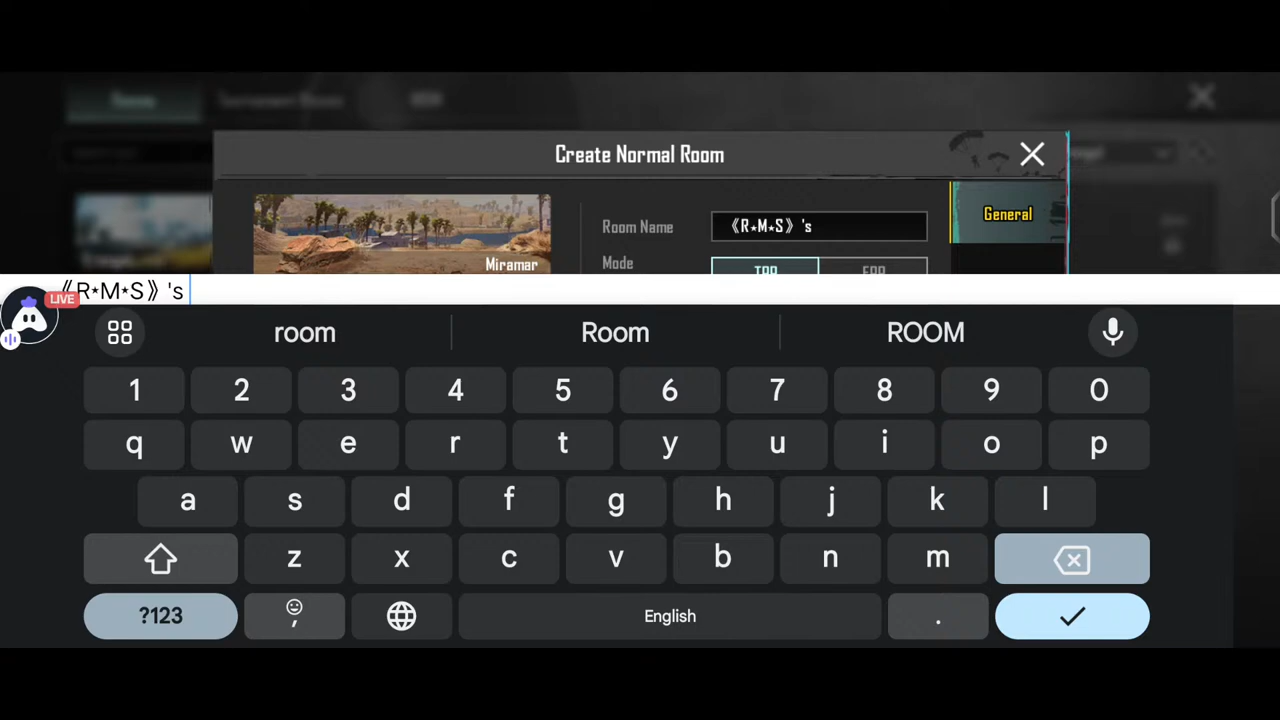 Create Normal Room
General
Room Name
《R⋆M⋆S》 's
Miramar
Mode
TPP
FPP
《R⋆M⋆S》 's
LIVE
room
Room
ROOM
1 2 3 4 5 6 7 8 9 0
q w e r t y u i o p
a s d f g h j k l
z x c v b n m
?123
,
English
.